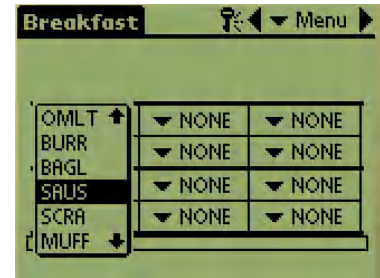 Breakfast Menu
OMLT NONE NONE
BURR
BAGL NONE NONE
SAUS NONE NONE
SCRA NONE NONE
MUFF